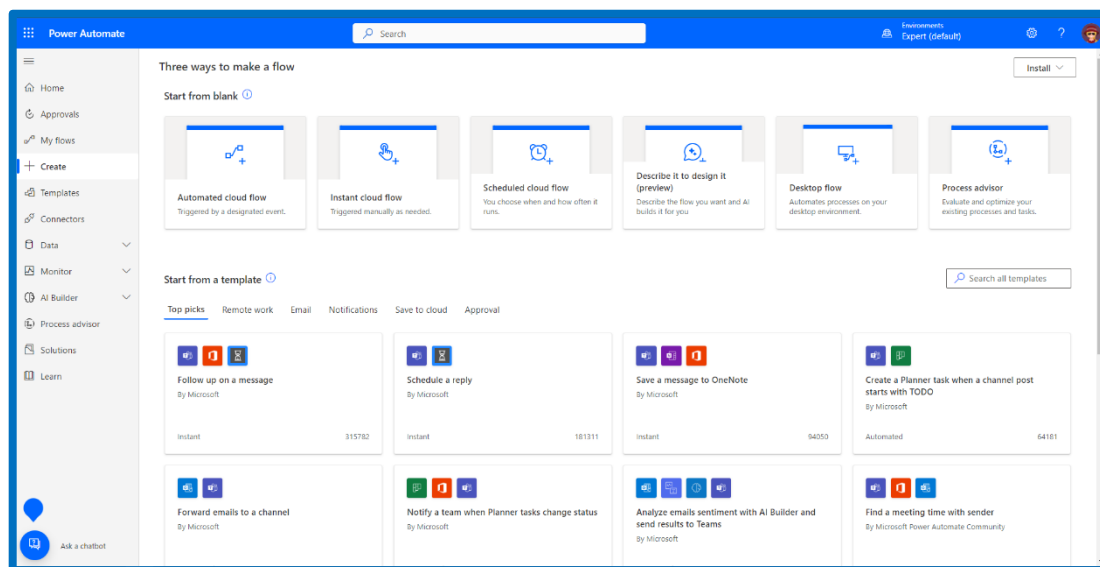 Power Automate
Search
Environments
Expert (default)
?
Three ways to make a flow
Install
Home
Approvals
My flows
Create
Templates
Connectors
Data
Monitor
AI Builder
Process advisor
Solutions
Learn
Ask a chatbot
Start from blank
Automated cloud flow
Triggered by a designated event.
Instant cloud flow
Triggered manually as needed.
Scheduled cloud flow
You choose when and how often it
runs.
Describe it to design it
(preview)
Describe the flow you want and AI
builds it for you
Desktop flow
Automates processes on your
desktop environment.
Process advisor
Evaluate and optimize your
existing processes and tasks.
Start from a template
Search all templates
Top picks
Remote work
Email
Notifications
Save to cloud
Approval
Follow up on a message
By Microsoft
Instant
315782
Schedule a reply
By Microsoft
Instant
181311
Save a message to OneNote
By Microsoft
Instant
94050
Create a Planner task when a channel post
starts with TODO
By Microsoft
Automated
64181
Forward emails to a channel
By Microsoft
Notify a team when Planner tasks change status
By Microsoft
Analyze emails sentiment with AI Builder and
send results to Teams
By Microsoft
Find a meeting time with sender
By Microsoft Power Automate Community